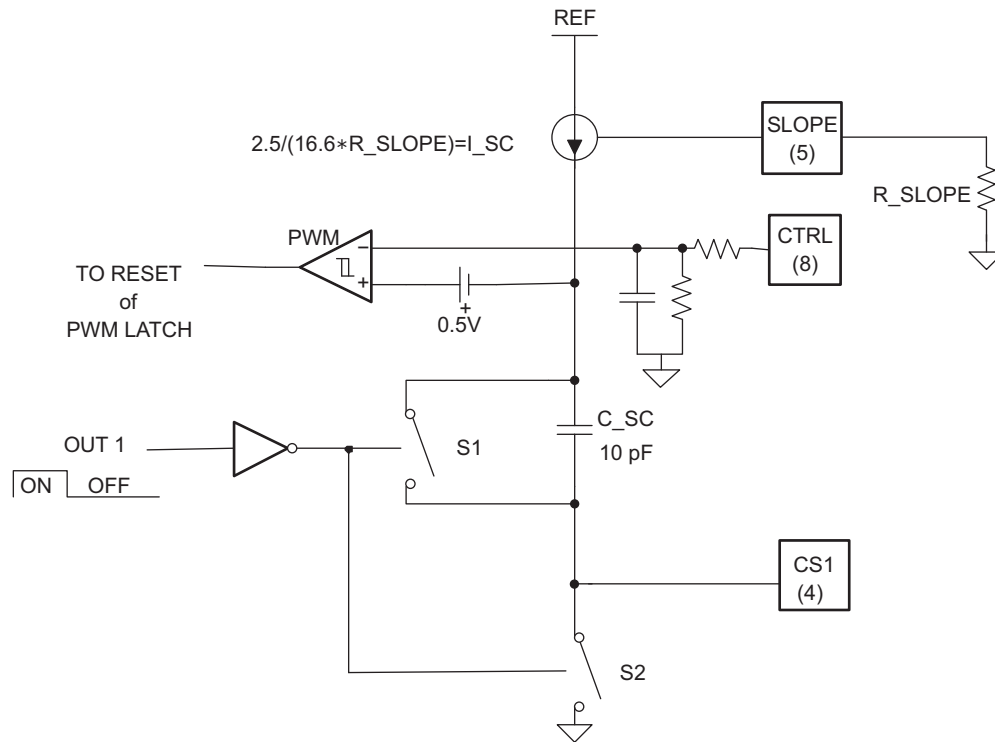 REF
2.5/(16.6*R_SLOPE)=I_SC
SLOPE
(5)
R_SLOPE
PWM
−
+
CTRL
(8)
TO RESET
of
PWM LATCH
+
0.5V
C_SC
10 pF
OUT 1
S1
ON OFF
CS1
(4)
S2